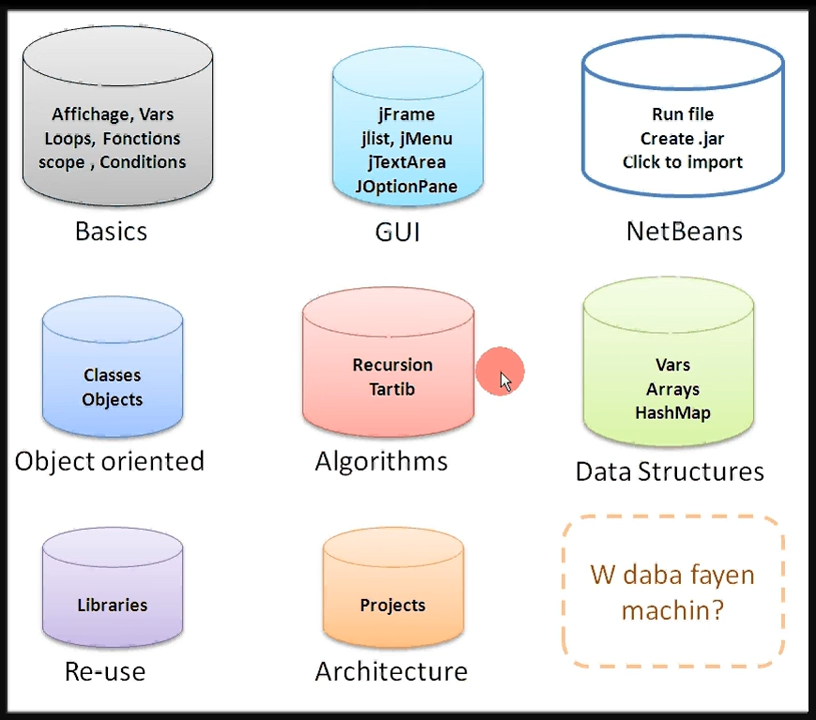 Affichage, Vars
Loops, Fonctions
scope , Conditions
Basics
jFrame
jlist, jMenu
jTextArea
JOptionPane
GUI
Run file
Create .jar
Click to import
NetBeans
Classes
Objects
Object oriented
Recursion
Tartib
Algorithms
Vars
Arrays
HashMap
Data Structures
Libraries
Re-use
Projects
Architecture
W daba fayen
machin?